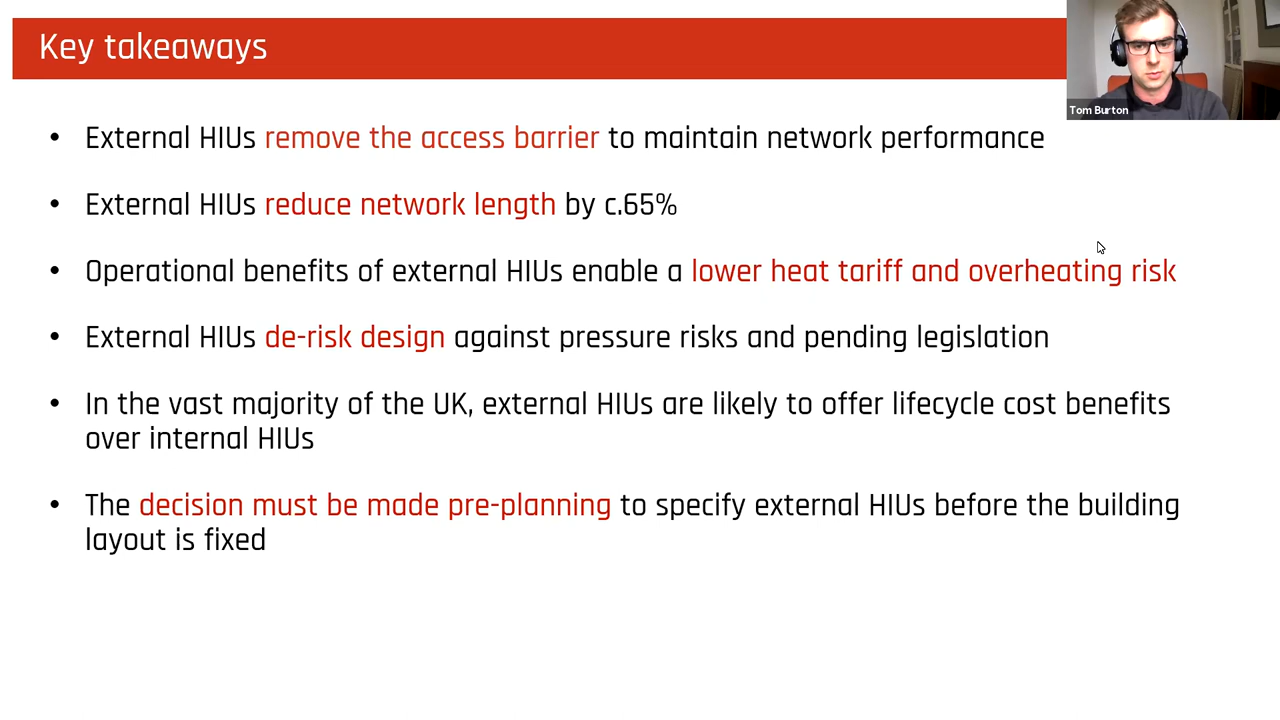 Key takeaways
Tom Burton
• External HIUs remove the access barrier to maintain network performance
• External HIUs reduce network length by c.65%
• Operational benefits of external HIUs enable a lower heat tariff and overheating risk
• External HIUs de-risk design against pressure risks and pending legislation
• In the vast majority of the UK, external HIUs are likely to offer lifecycle cost benefits
over internal HIUs
• The decision must be made pre-planning to specify external HIUs before the building
layout is fixed